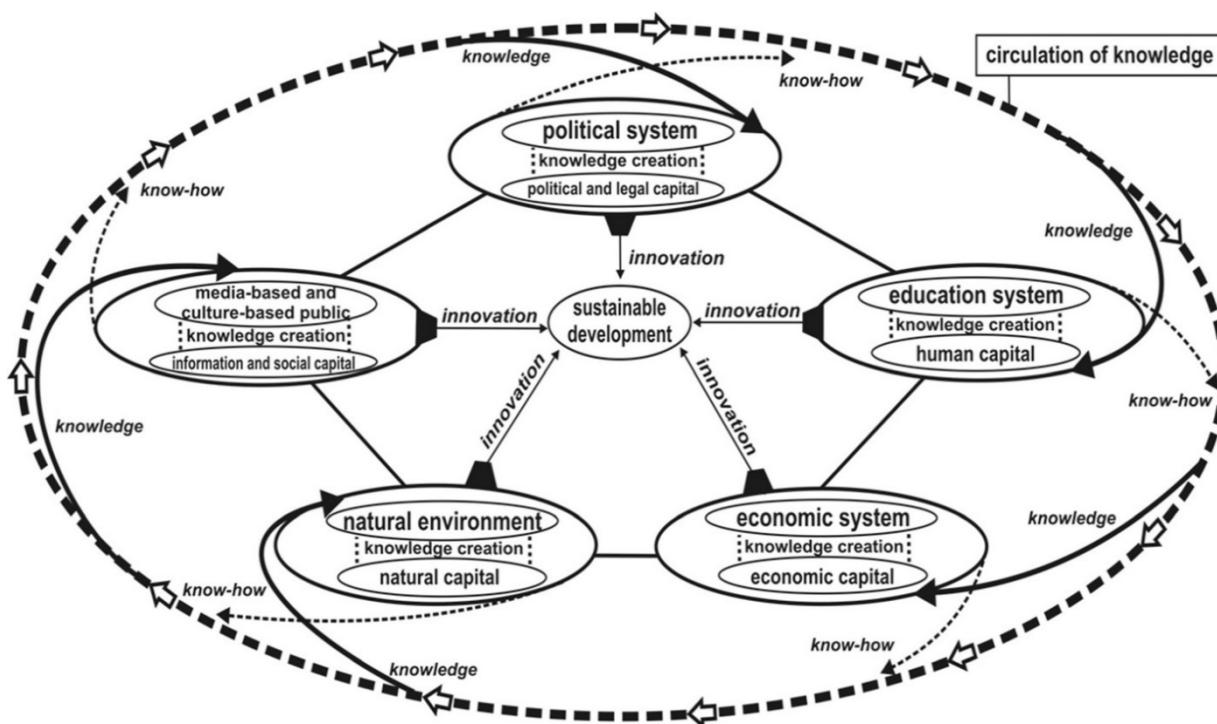 knowledge
know-how
circulation of knowledge
political system
knowledge creation
political and legal capital
know-how
innovation
knowledge
media-based and
culture-based public
knowledge creation
information and social capital
innovation
sustainable
development
innovation
education system
knowledge creation
human capital
know-how
knowledge
innovation
innovation
natural environment
knowledge creation
natural capital
economic system
knowledge creation
economic capital
knowledge
know-how
know-how
knowledge